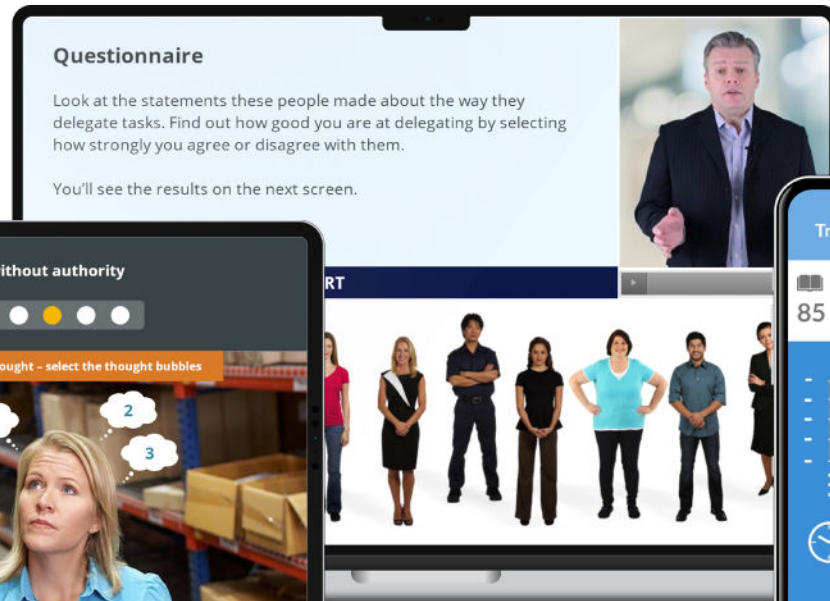 Questionnaire
Look at the statements these people made about the way they
delegate tasks. Find out how good you are at delegating by selecting
how strongly you agree or disagree with them.
You'll see the results on the next screen.
without authority
ought – select the thought bubbles
2
3
RT
Tr
85